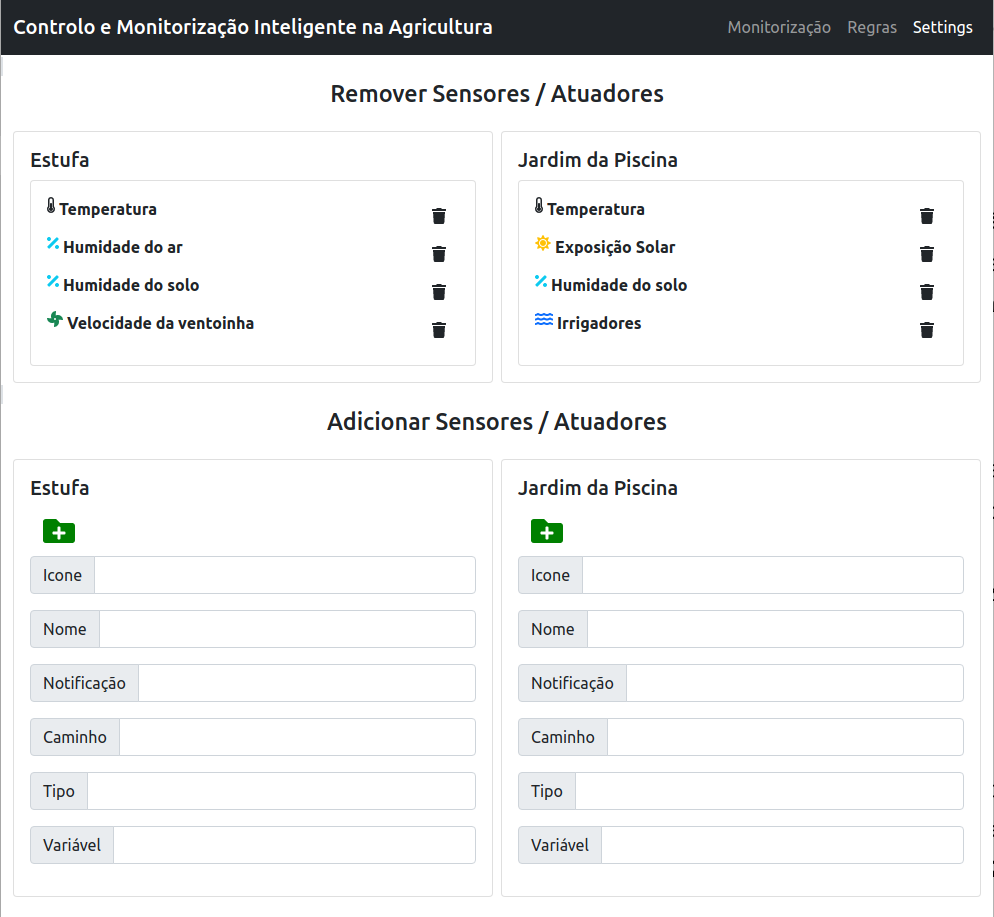 Controlo e Monitorização Inteligente na Agricultura
Monitorização Regras Settings
Remover Sensores / Atuadores
Estufa
Temperatura
Humidade do ar
Humidade do solo
Velocidade da ventoinha
Jardim da Piscina
Temperatura
Exposição Solar
Humidade do solo
Irrigadores
Adicionar Sensores / Atuadores
Estufa
Icone
Nome
Notificação
Caminho
Tipo
Variável
Jardim da Piscina
Icone
Nome
Notificação
Caminho
Tipo
Variável